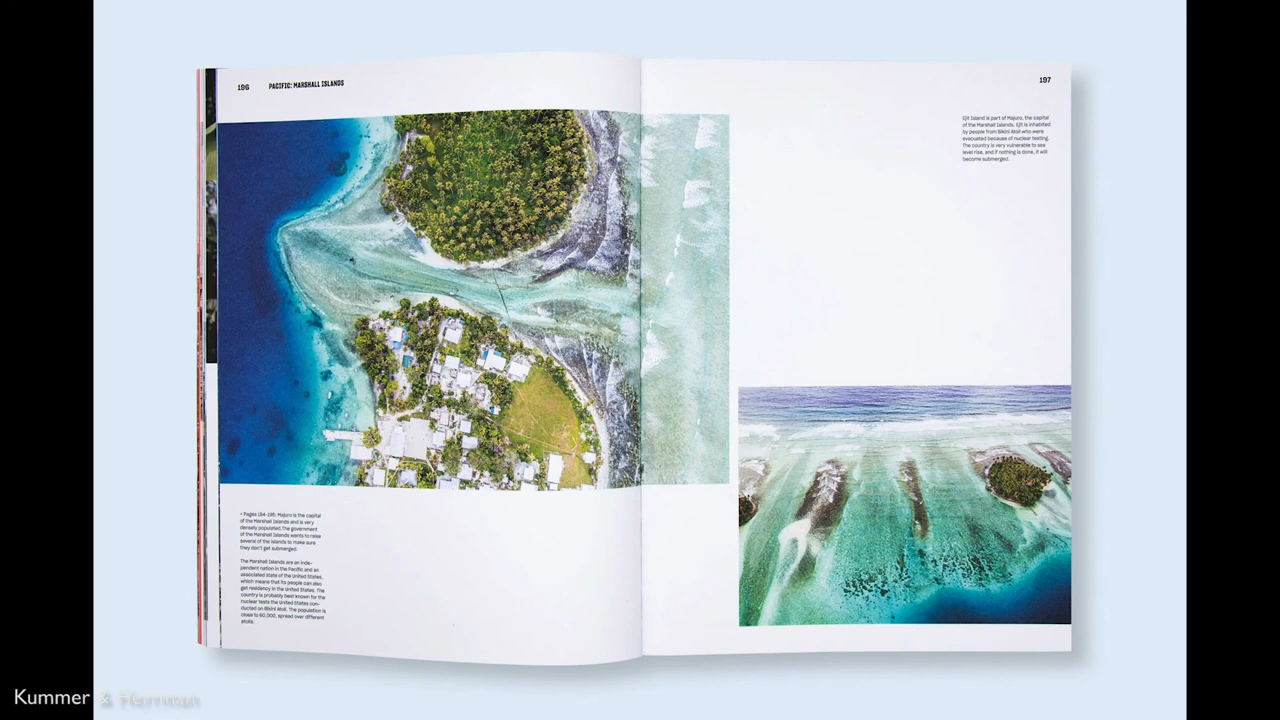 196 PACIFIC: MARSHALL ISLANDS
< Pages 194-195: Majuro is the capital
of the Marshall Islands and is very
densely populated. The government
of the Marshall Islands wants to raise
several of the islands to make sure
they don't get submerged.
The Marshall Islands are an inde-
pendent nation in the Pacific and an
associated state of the United States,
which means that its people can also
get residency in the United States. The
country is probably best known for the
nuclear tests the United States con-
ducted on Bikini Atoll. The population is
close to 60,000, spread over different
atolls.
197
Ejit Island is part of Majuro, the capital
of the Marshall Islands. Ejit is inhabited
by people from Bikini Atoll who were
evacuated because of nuclear testing.
The country is very vulnerable to sea
level rise, and if nothing is done, it will
become submerged.
Kummer & Herrman